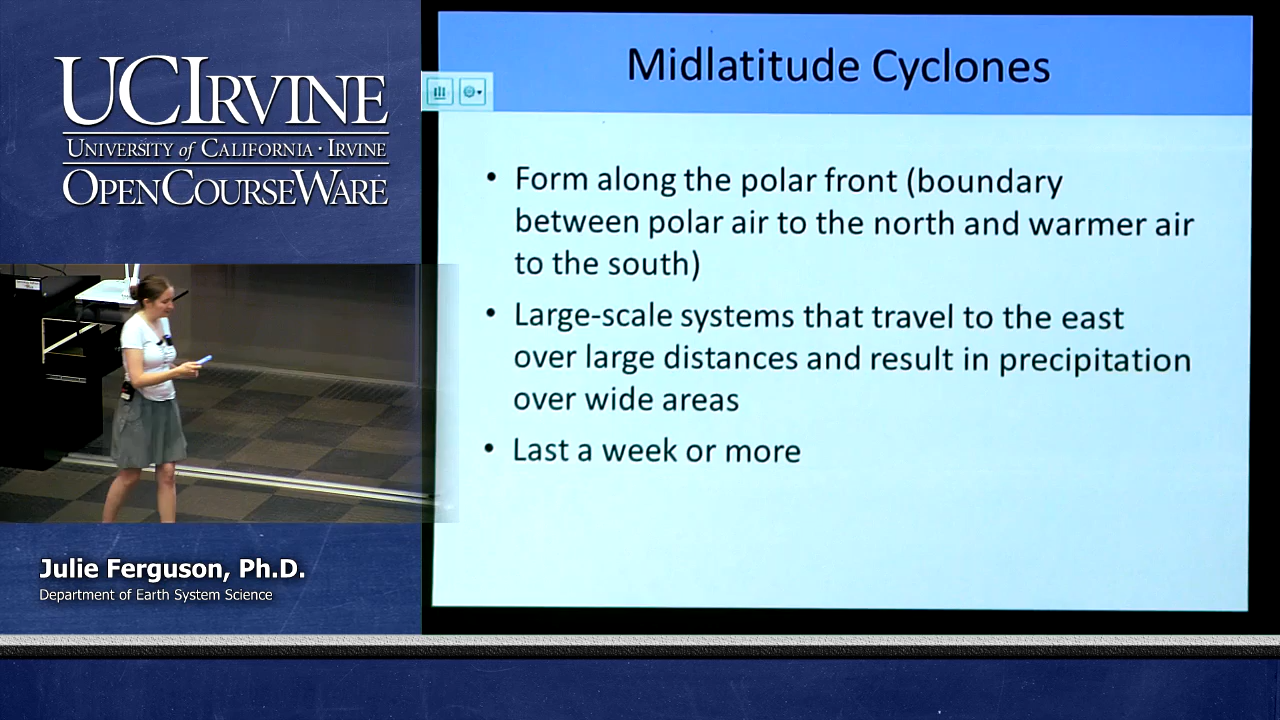 UCIRVINE
UNIVERSITY of CALIFORNIA · IRVINE
OPENCOURSEWARE
Julie Ferguson, Ph.D.
Department of Earth System Science
Midlatitude Cyclones
• Form along the polar front (boundary
between polar air to the north and warmer air
to the south)
• Large-scale systems that travel to the east
over large distances and result in precipitation
over wide areas
• Last a week or more